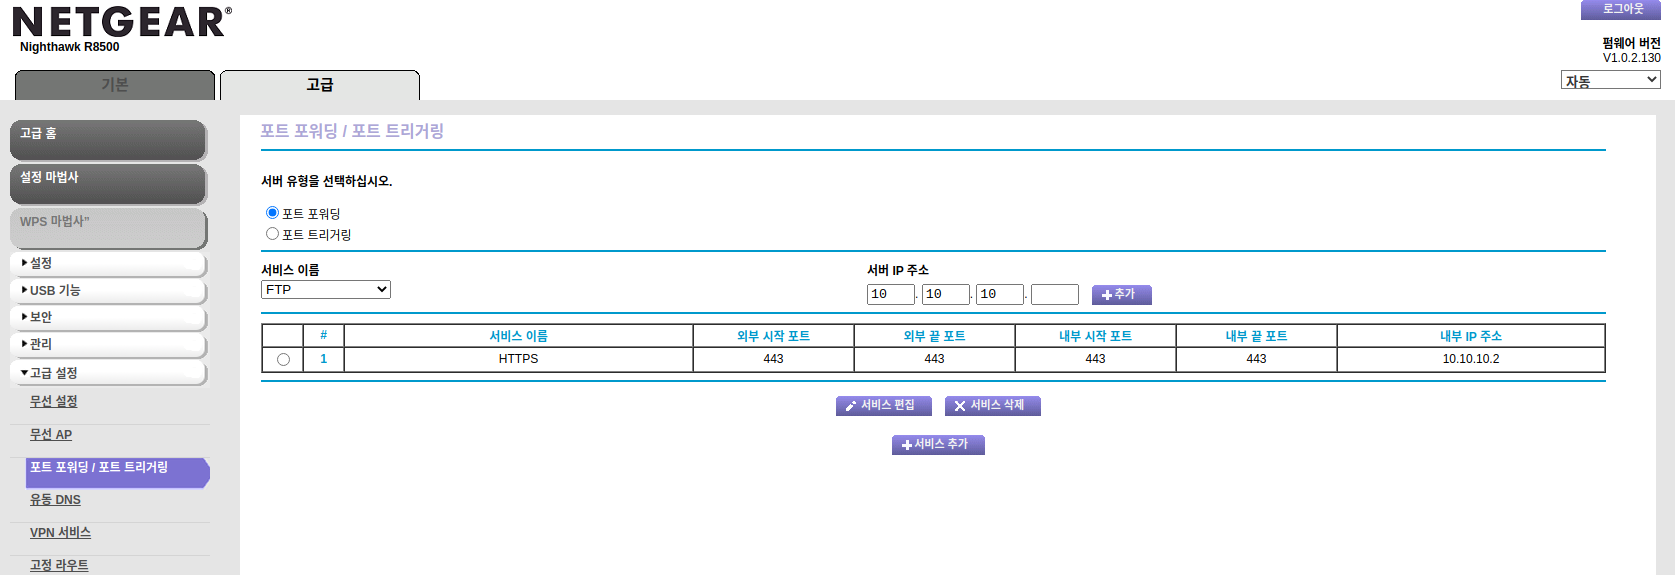 NETGEAR®
Nighthawk R8500
로그아웃
펌웨어 버전
V1.0.2.130
자동
기본
고급
고급 홈
설정 마법사
WPS 마법사”
설정
USB 기능
보안
관리
고급 설정
무선 설정
무선 AP
포트 포워딩 / 포트 트리거링
유동 DNS
VPN 서비스
고정 라우트
포트 포워딩 / 포트 트리거링
서버 유형을 선택하십시오.
포트 포워딩
포트 트리거링
서비스 이름
FTP
서버 IP 주소
10 . 10 . 10 .
추가
# 서비스 이름 외부 시작 포트 외부 끝 포트 내부 시작 포트 내부 끝 포트 내부 IP 주소
1 HTTPS 443 443 443 443 10.10.10.2
서비스 편집 서비스 삭제
서비스 추가